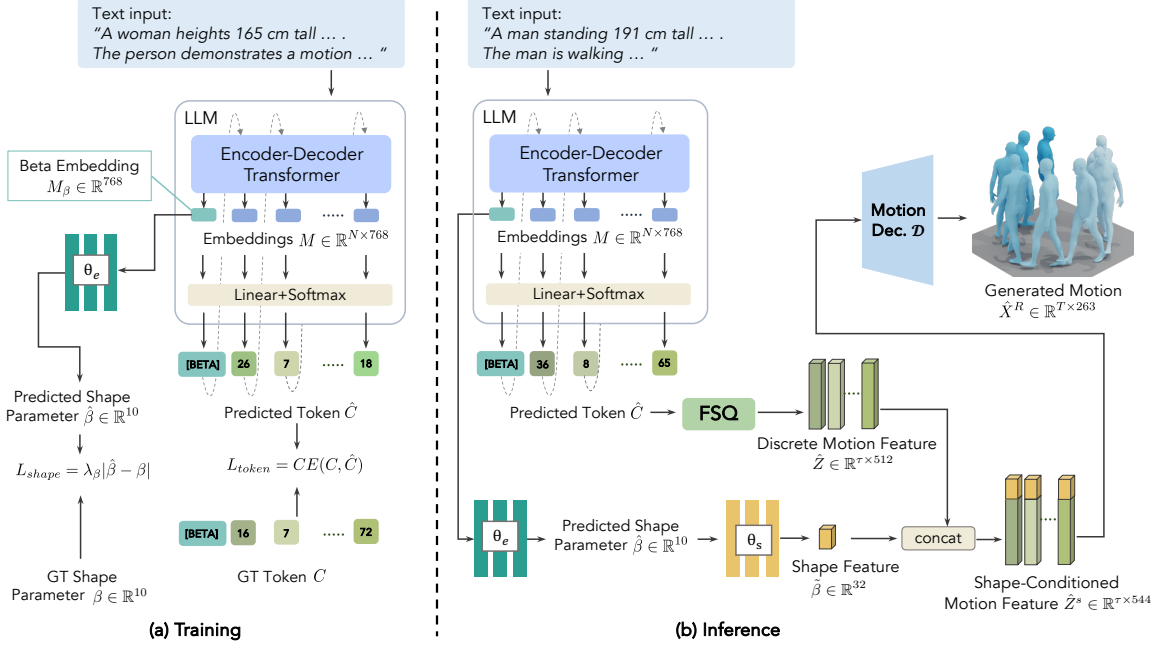 Text input:
“A woman heights 165 cm tall … .
The person demonstrates a motion … “
LLM
Encoder-Decoder
Transformer
Beta Embedding
M_β ∈ ℝ^768
.....
Embeddings M ∈ ℝ^{N×768}
θ_e
Linear+Softmax
[BETA] 26 7 ..... 18
Predicted Shape
Parameter β̂ ∈ ℝ^10
Predicted Token Ĉ
L_shape = λ_β|β̂ − β|
L_token = CE(C, Ĉ)
[BETA] 16 7 ..... 72
GT Shape
Parameter β ∈ ℝ^10
GT Token C
(a) Training
Text input:
“A man standing 191 cm tall … .
The man is walking … “
LLM
Encoder-Decoder
Transformer
.....
Embeddings M ∈ ℝ^{N×768}
Linear+Softmax
[BETA] 36 8 ..... 65
Predicted Token Ĉ
FSQ
.....
Discrete Motion Feature
Ẑ ∈ ℝ^{τ×512}
θ_e
Predicted Shape
Parameter β̂ ∈ ℝ^10
θ_s
Shape Feature
β̃ ∈ ℝ^32
concat
.....
Shape-Conditioned
Motion Feature Ẑ^s ∈ ℝ^{τ×544}
Motion
Dec. 𝒟
Generated Motion
X̂^R ∈ ℝ^{T×263}
(b) Inference